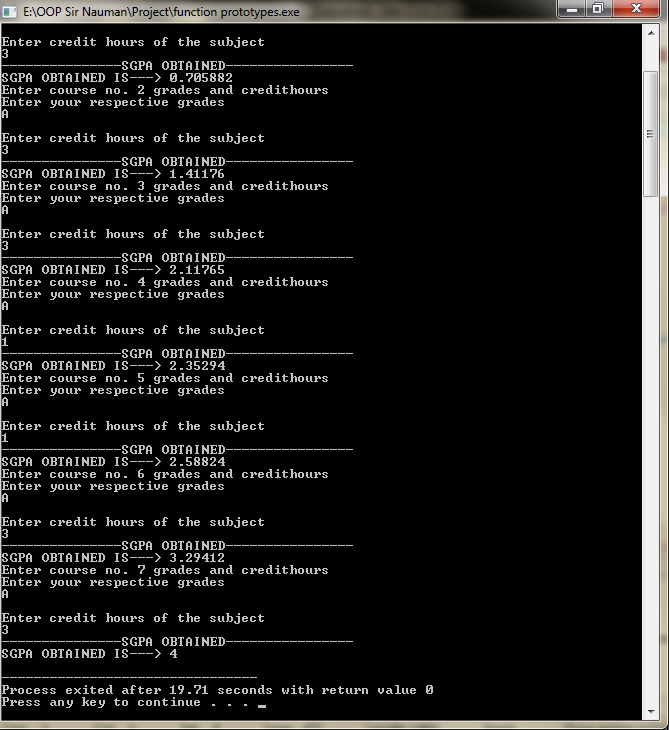 E:\OOP Sir Nauman\Project\function prototypes.exe
Enter credit hours of the subject
3
---------------SGPA OBTAINED----------------
SGPA OBTAINED IS---> 0.705882
Enter course no. 2 grades and credithours
Enter your respective grades
A
Enter credit hours of the subject
3
---------------SGPA OBTAINED----------------
SGPA OBTAINED IS---> 1.41176
Enter course no. 3 grades and credithours
Enter your respective grades
A
Enter credit hours of the subject
3
---------------SGPA OBTAINED----------------
SGPA OBTAINED IS---> 2.11765
Enter course no. 4 grades and credithours
Enter your respective grades
A
Enter credit hours of the subject
1
---------------SGPA OBTAINED----------------
SGPA OBTAINED IS---> 2.35294
Enter course no. 5 grades and credithours
Enter your respective grades
A
Enter credit hours of the subject
1
---------------SGPA OBTAINED----------------
SGPA OBTAINED IS---> 2.58824
Enter course no. 6 grades and credithours
Enter your respective grades
A
Enter credit hours of the subject
3
---------------SGPA OBTAINED----------------
SGPA OBTAINED IS---> 3.29412
Enter course no. 7 grades and credithours
Enter your respective grades
A
Enter credit hours of the subject
3
---------------SGPA OBTAINED----------------
SGPA OBTAINED IS---> 4
--------------------------------
Process exited after 19.71 seconds with return value 0
Press any key to continue . . . _